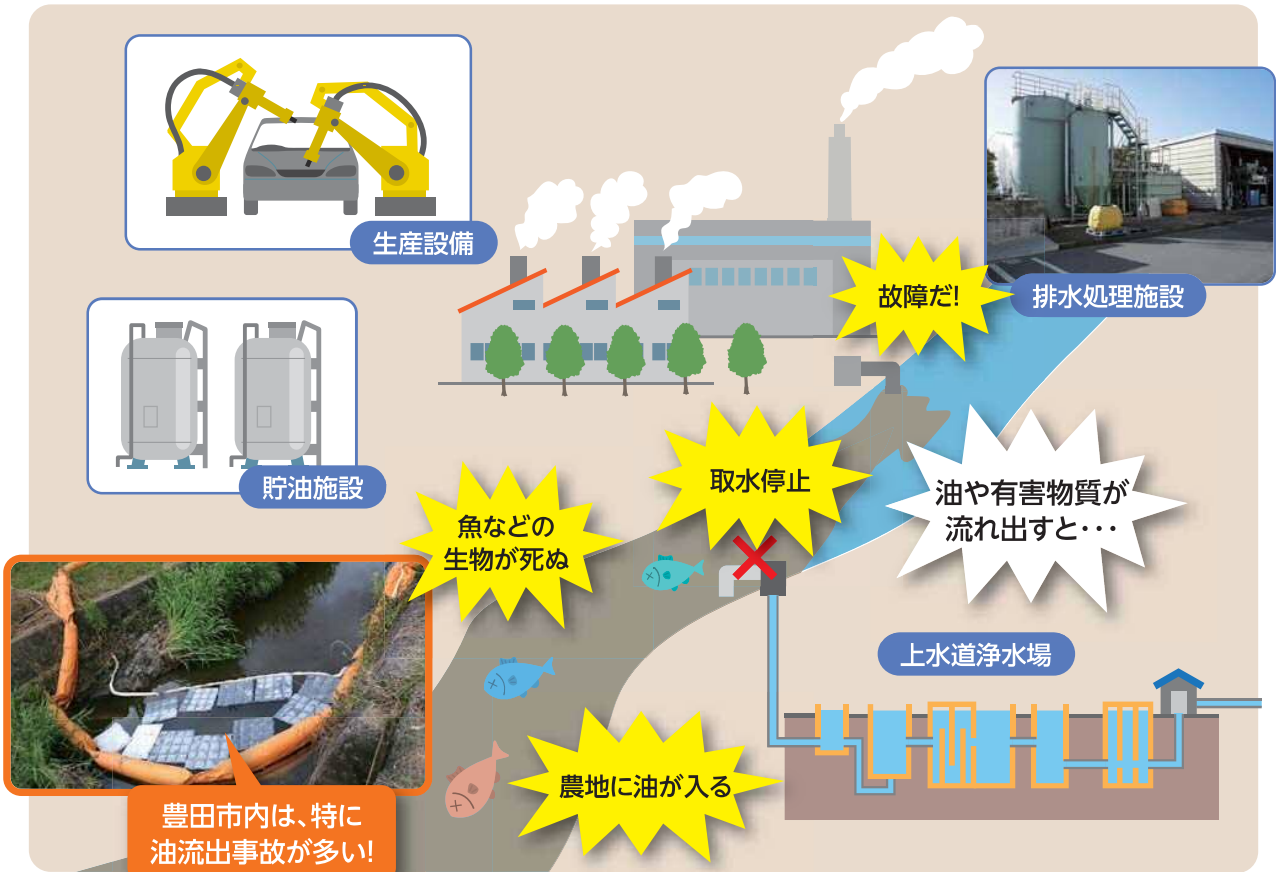 生産設備
排水処理施設
故障だ!
貯油施設
取水停止
油や有害物質が
流れ出すと・・・
魚などの
生物が死ぬ
上水道浄水場
農地に油が入る
豊田市内は、特に
油流出事故が多い!